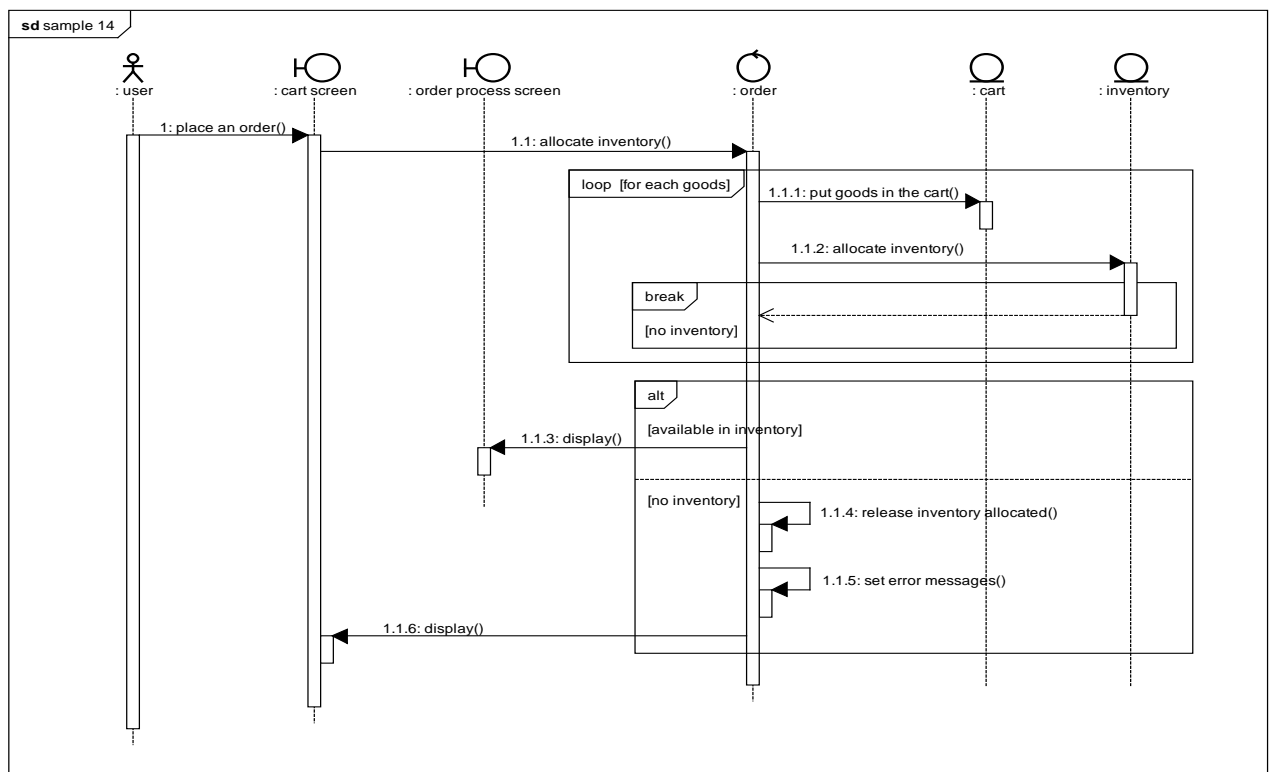 sd sample 14
: user
: cart screen
: order process screen
: order
: cart
: inventory
1: place an order()
1.1: allocate inventory()
loop [for each goods]
1.1.1: put goods in the cart()
1.1.2: allocate inventory()
break
[no inventory]
alt
[available in inventory]
1.1.3: display()
[no inventory]
1.1.4: release inventory allocated()
1.1.5: set error messages()
1.1.6: display()